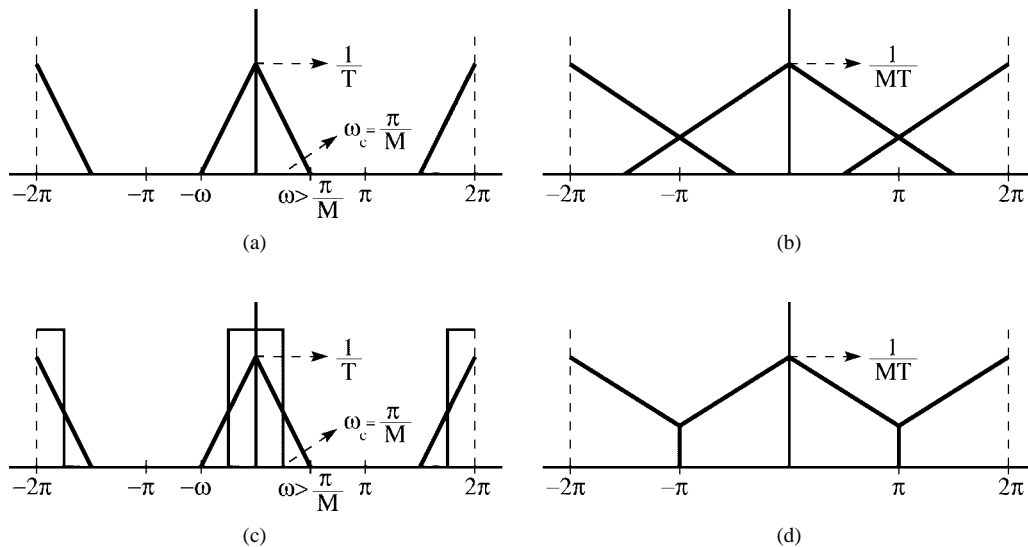 1/T
ω_c = π/M
−2π −π −ω ω> π/M π 2π
(a)
1/MT
−2π −π π 2π
(b)
1/T
ω_c = π/M
−2π −π −ω ω> π/M π 2π
(c)
1/MT
−2π −π π 2π
(d)